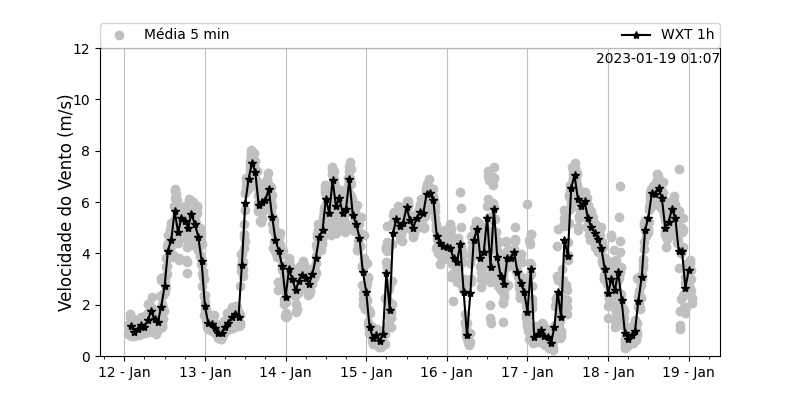 Média 5 min
WXT 1h
2023-01-19 01:07
Velocidade do Vento (m/s)
12
10
8
6
4
2
0
12 - Jan
13 - Jan
14 - Jan
15 - Jan
16 - Jan
17 - Jan
18 - Jan
19 - Jan